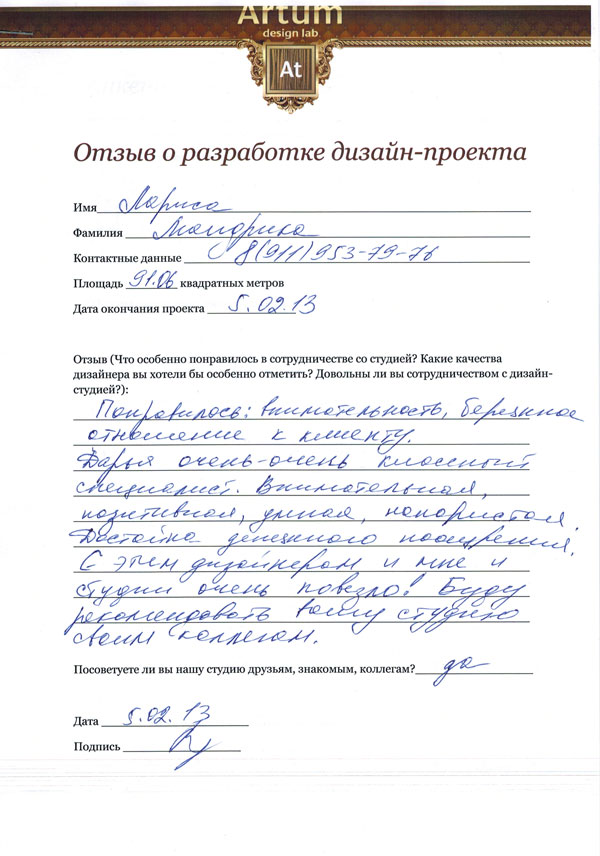 Artum
design lab
At
Отзыв о разработке дизайн-проекта
Имя Лариса
Фамилия Мандрика
Контактные данные 8(911)953-79-76
Площадь 91.06 квадратных метров
Дата окончания проекта 5.02.13
Отзыв (Что особенно понравилось в сотрудничестве со студией? Какие качества
дизайнера вы хотели бы особенно отметить? Довольны ли вы сотрудничеством с дизайн-
студией?):
Понравилось: внимательность, бережное
отношение к клиенту.
Дарья очень-очень классный
специалист. Внимательная,
позитивная, умная, напористая.
Достойна денежного поощрения.
С этим дизайнером и мне и
студии очень повезло! Буду
рекомендовать вашу студию
своим коллегам.
Посоветуете ли вы нашу студию друзьям, знакомым, коллегам? да
Дата 5.02.13
Подпись